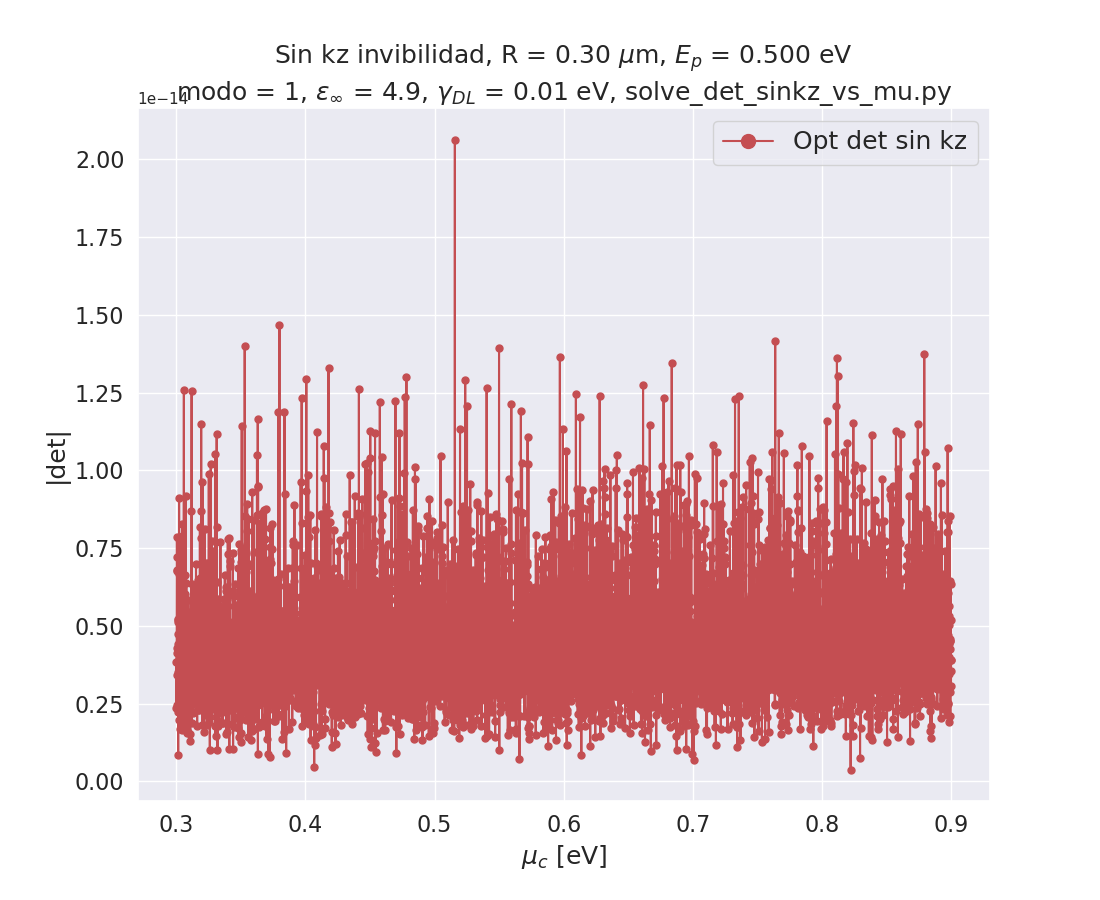 Sin kz invibilidad, R = 0.30 μm, E_p = 0.500 eV
modo = 1, ε_∞ = 4.9, γ_DL = 0.01 eV, solve_det_sinkz_vs_mu.py
1e−14
Opt det sin kz
2.00
1.75
1.50
1.25
1.00
0.75
0.50
0.25
0.00
|det|
0.3 0.4 0.5 0.6 0.7 0.8 0.9
μ_c [eV]